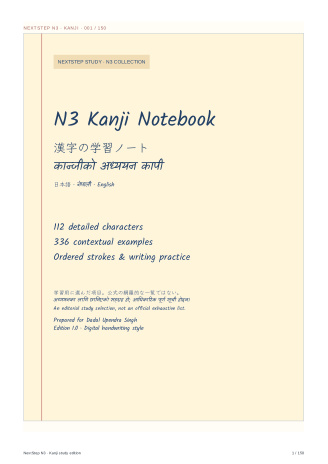 NEXTSTEP N3 · KANJI · 001 / 150
NEXTSTEP STUDY · N3 COLLECTION
N3 Kanji Notebook
漢字の学習ノート
कान्जीको अध्ययन कापी
日本語 · नेपाली · English
112 detailed characters
336 contextual examples
Ordered strokes & writing practice
学習用に選んだ項目。公式の網羅的な一覧ではない。
An editorial study selection, not an official exhaustive list.
Prepared for Dadal Upendra Singh
Edition 1.0 · Digital handwriting style
NextStep N3 · Kanji study edition